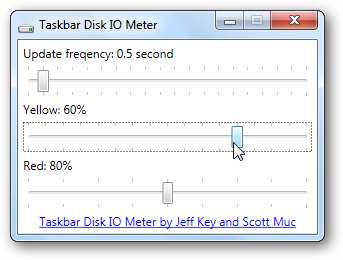 Taskbar Disk IO Meter
Update freqency: 0.5 second
Yellow: 60%
Red: 80%
Taskbar Disk IO Meter by Jeff Key and Scott Muc